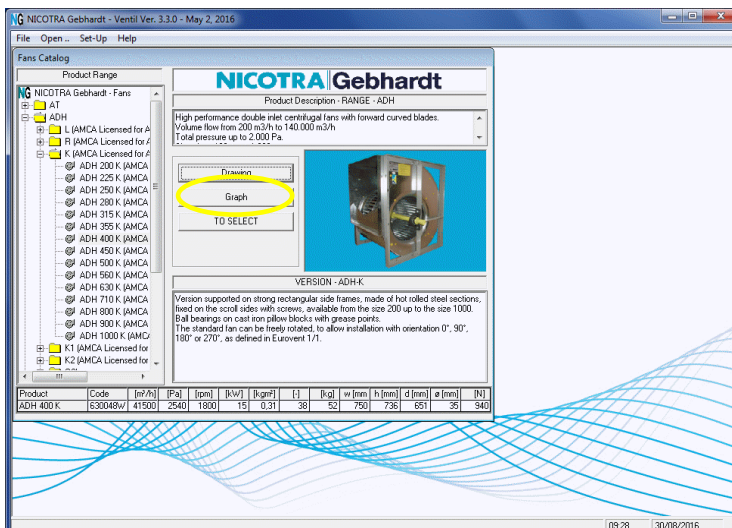 NICOTRA Gebhardt - Ventil Ver. 3.3.0 - May 2, 2016
File Open .. Set-Up Help
Fans Catalog
Product Range
NICOTRA Gebhardt - Fans
AT
ADH
L (AMCA Licensed for A
R (AMCA Licensed for A
K (AMCA Licensed for A
ADH 200 K (AMCA
ADH 225 K (AMCA
ADH 250 K (AMCA
ADH 280 K (AMCA
ADH 315 K (AMCA
ADH 355 K (AMCA
ADH 400 K (AMCA
ADH 450 K (AMCA
ADH 500 K (AMCA
ADH 560 K (AMCA
ADH 630 K (AMCA
ADH 710 K (AMCA
ADH 800 K (AMCA
ADH 900 K (AMCA
ADH 1000 K (AMCA
K1 (AMCA Licensed for
K2 (AMCA Licensed for
NICOTRA Gebhardt
Product Description - RANGE - ADH
High performance double inlet centrifugal fans with forward curved blades.
Volume flow from 200 m3/h to 140.000 m3/h
Total pressure up to 2.000 Pa.
Drawing
Graph
TO SELECT
VERSION - ADH-K
Version supported on strong rectangular side frames, made of hot rolled steel sections,
fixed on the scroll sides with screws, available from the size 200 up to the size 1000.
Ball bearings on cast iron pillow blocks with grease points.
The standard fan can be freely rotated, to allow installation with orientation 0°, 90°,
180° or 270°, as defined in Eurovent 1/1.
Product Code [m³/h] [Pa] [rpm] [kW] [kgm²] [-] [kg] w [mm h [mm] d [mm] ø [mm] [N]
ADH 400 K 630048W 41500 2540 1800 15 0,31 38 52 750 736 651 35 940
09:28 30/08/2016